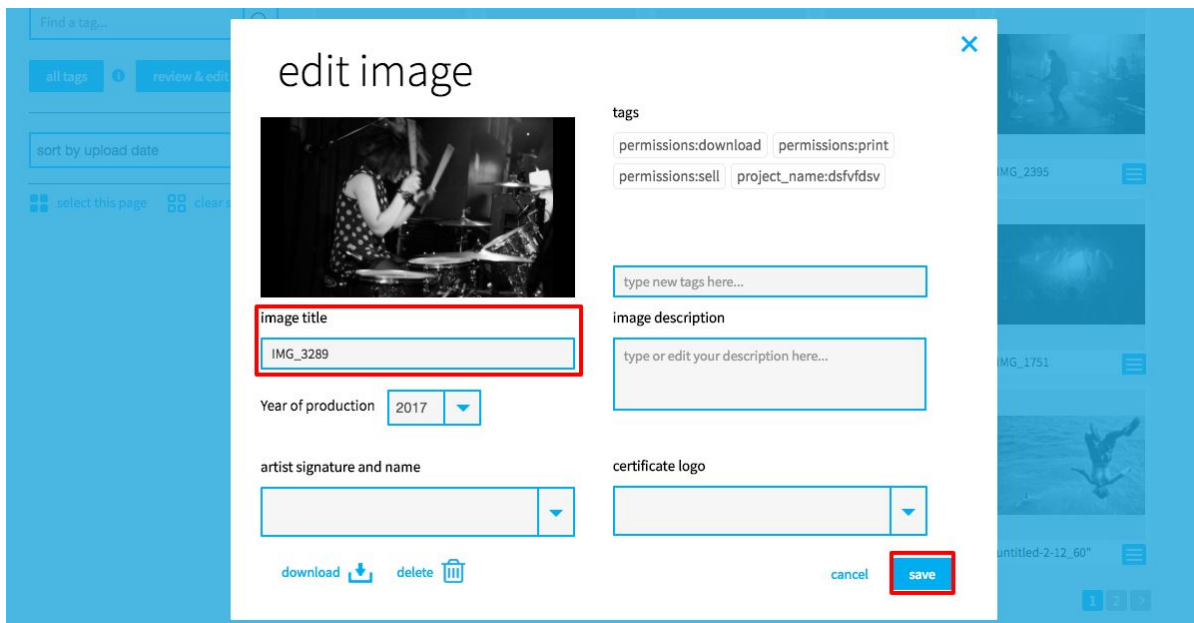 Find a tag...
all tags
review & edit
sort by upload date
select this page
edit image
tags
permissions:download
permissions:print
permissions:sell
project_name:dsfvfdsv
type new tags here...
image title
IMG_3289
image description
type or edit your description here...
Year of production
2017
artist signature and name
certificate logo
download
delete
cancel
save
IMG_2395
IMG_1751
untitled-2-12_60"
1
2
>